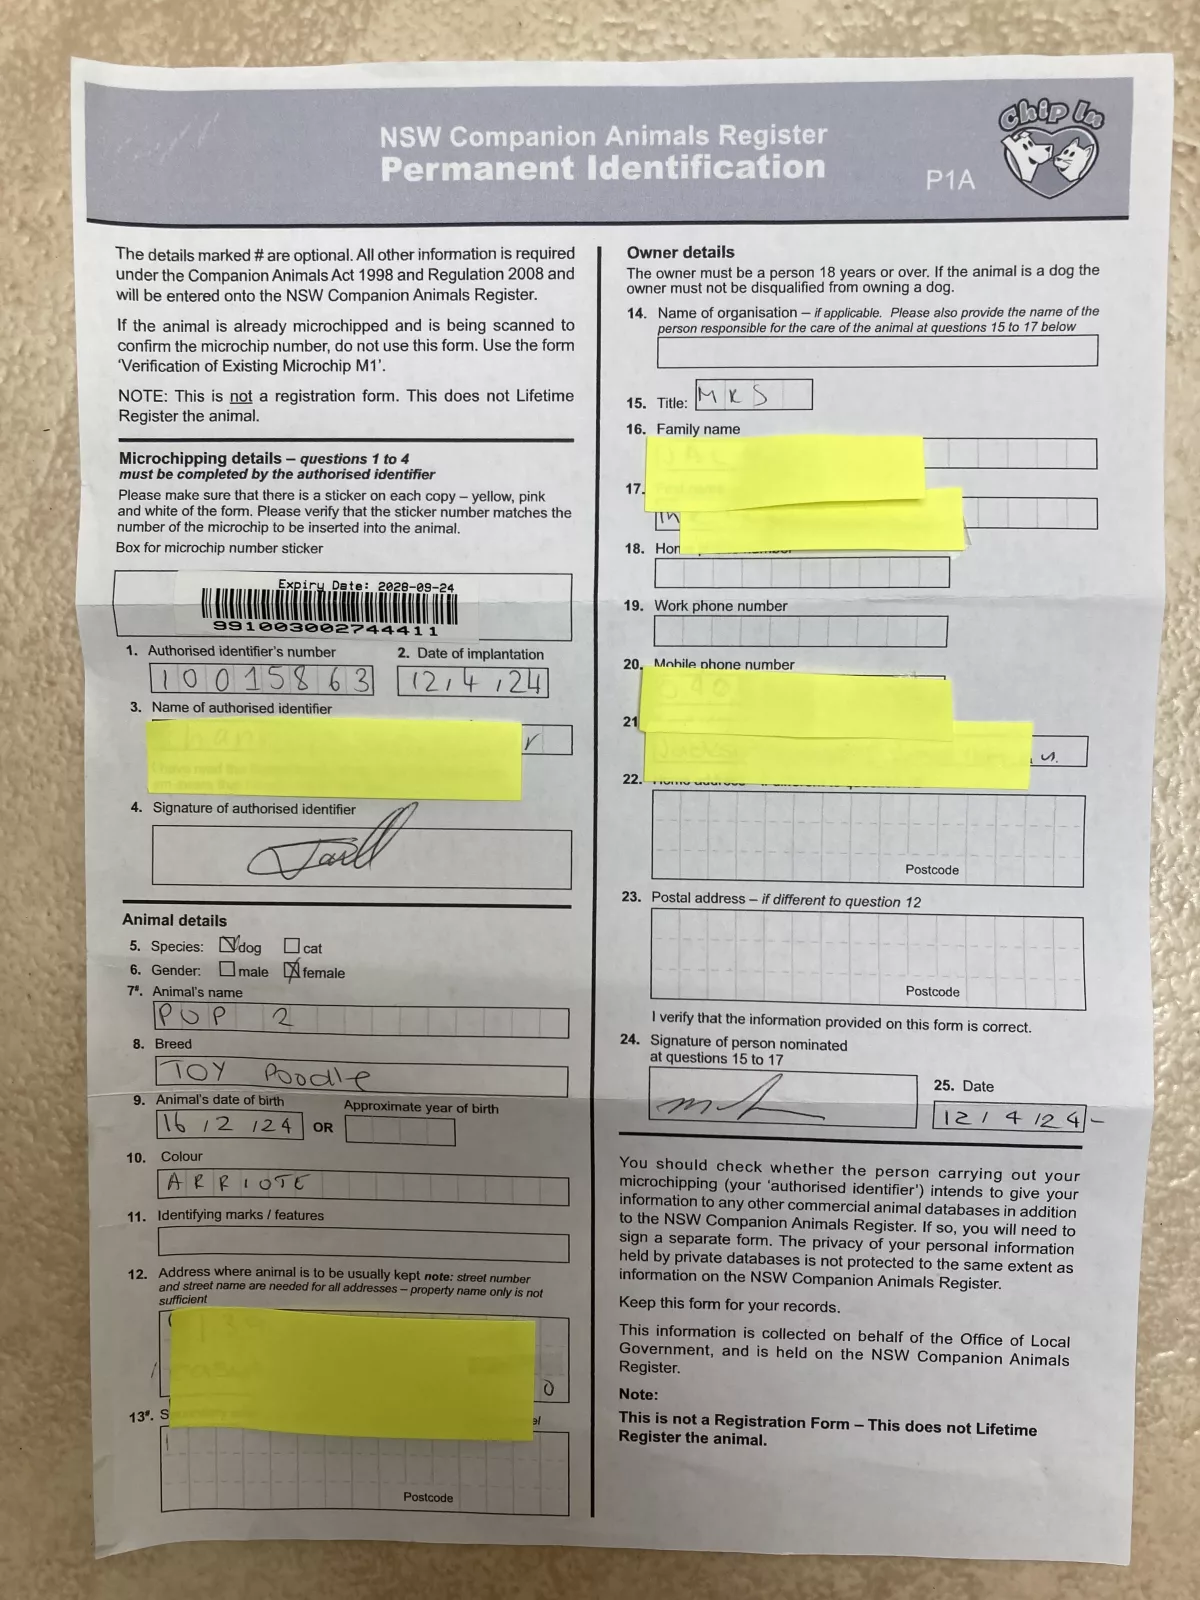 Chip In
NSW Companion Animals Register
Permanent Identification
P1A
The details marked # are optional. All other information is required
under the Companion Animals Act 1998 and Regulation 2008 and
will be entered onto the NSW Companion Animals Register.
If the animal is already microchipped and is being scanned to
confirm the microchip number, do not use this form. Use the form
‘Verification of Existing Microchip M1’.
NOTE: This is not a registration form. This does not Lifetime
Register the animal.
Microchipping details – questions 1 to 4
must be completed by the authorised identifier
Please make sure that there is a sticker on each copy – yellow, pink
and white of the form. Please verify that the sticker number matches the
number of the microchip to be inserted into the animal.
Box for microchip number sticker
Expiry Date: 2028-09-24
991003002744411
1. Authorised identifier's number 2. Date of implantation
10015863 12/4/24
3. Name of authorised identifier
r
4. Signature of authorised identifier
Animal details
5. Species: dog cat
6. Gender: male female
7#. Animal's name
PUP 2
8. Breed
TOY Poodle
9. Animal's date of birth Approximate year of birth
16/2/24 OR
10. Colour
ARRIOTE
11. Identifying marks / features
12. Address where animal is to be usually kept note: street number
and street name are needed for all addresses – property name only is not
sufficient
0
13#. S
Postcode
Owner details
The owner must be a person 18 years or over. If the animal is a dog the
owner must not be disqualified from owning a dog.
14. Name of organisation – if applicable. Please also provide the name of the
person responsible for the care of the animal at questions 15 to 17 below
15. Title: MRS
16. Family name
17.
18. Hom number
19. Work phone number
20. Mobile phone number
21
22.
Postcode
23. Postal address – if different to question 12
Postcode
I verify that the information provided on this form is correct.
24. Signature of person nominated
at questions 15 to 17
25. Date
12/4/24
You should check whether the person carrying out your
microchipping (your ‘authorised identifier’) intends to give your
information to any other commercial animal databases in addition
to the NSW Companion Animals Register. If so, you will need to
sign a separate form. The privacy of your personal information
held by private databases is not protected to the same extent as
information on the NSW Companion Animals Register.
Keep this form for your records.
This information is collected on behalf of the Office of Local
Government, and is held on the NSW Companion Animals
Register.
Note:
This is not a Registration Form – This does not Lifetime
Register the animal.